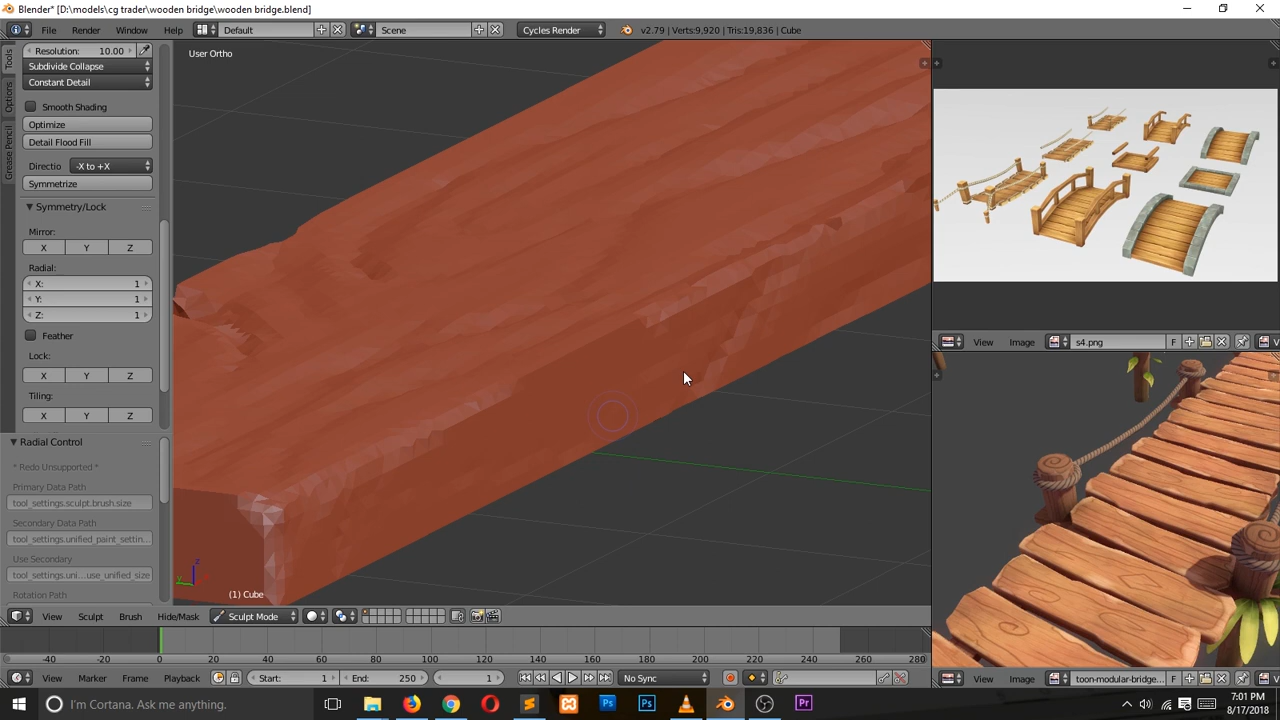 Blender* [D:\models\cg trader\wooden bridge\wooden bridge.blend]
File Render Window Help Default Scene Cycles Render v2.79 | Verts:9,920 | Tris:19,836 | Cube
Tools
Options
Grease Pencil
Resolution: 10.00
Subdivide Collapse
Constant Detail
Smooth Shading
Optimize
Detail Flood Fill
Directio -X to +X
Symmetrize
Symmetry/Lock
Mirror:
X Y Z
Radial:
X: 1
Y: 1
Z: 1
Feather
Lock:
X Y Z
Tiling:
X Y Z
Radial Control
* Redo Unsupported *
Primary Data Path
tool_settings.sculpt.brush.size
Secondary Data Path
tool_settings.unified_paint_settin...
Use Secondary
tool_settings.uni...use_unified_size
Rotation Path
User Ortho
z
y
(1) Cube
View Sculpt Brush Hide/Mask Sculpt Mode
View Image s4.png F V
View Image toon-modular-bridge... F V
-40 -20 0 20 40 60 80 100 120 140 160 180 200 220 240 260 280
View Marker Frame Playback Start: 1 End: 250 1 No Sync
I'm Cortana. Ask me anything.
Ps Ps Pr
7:01 PM
8/17/2018